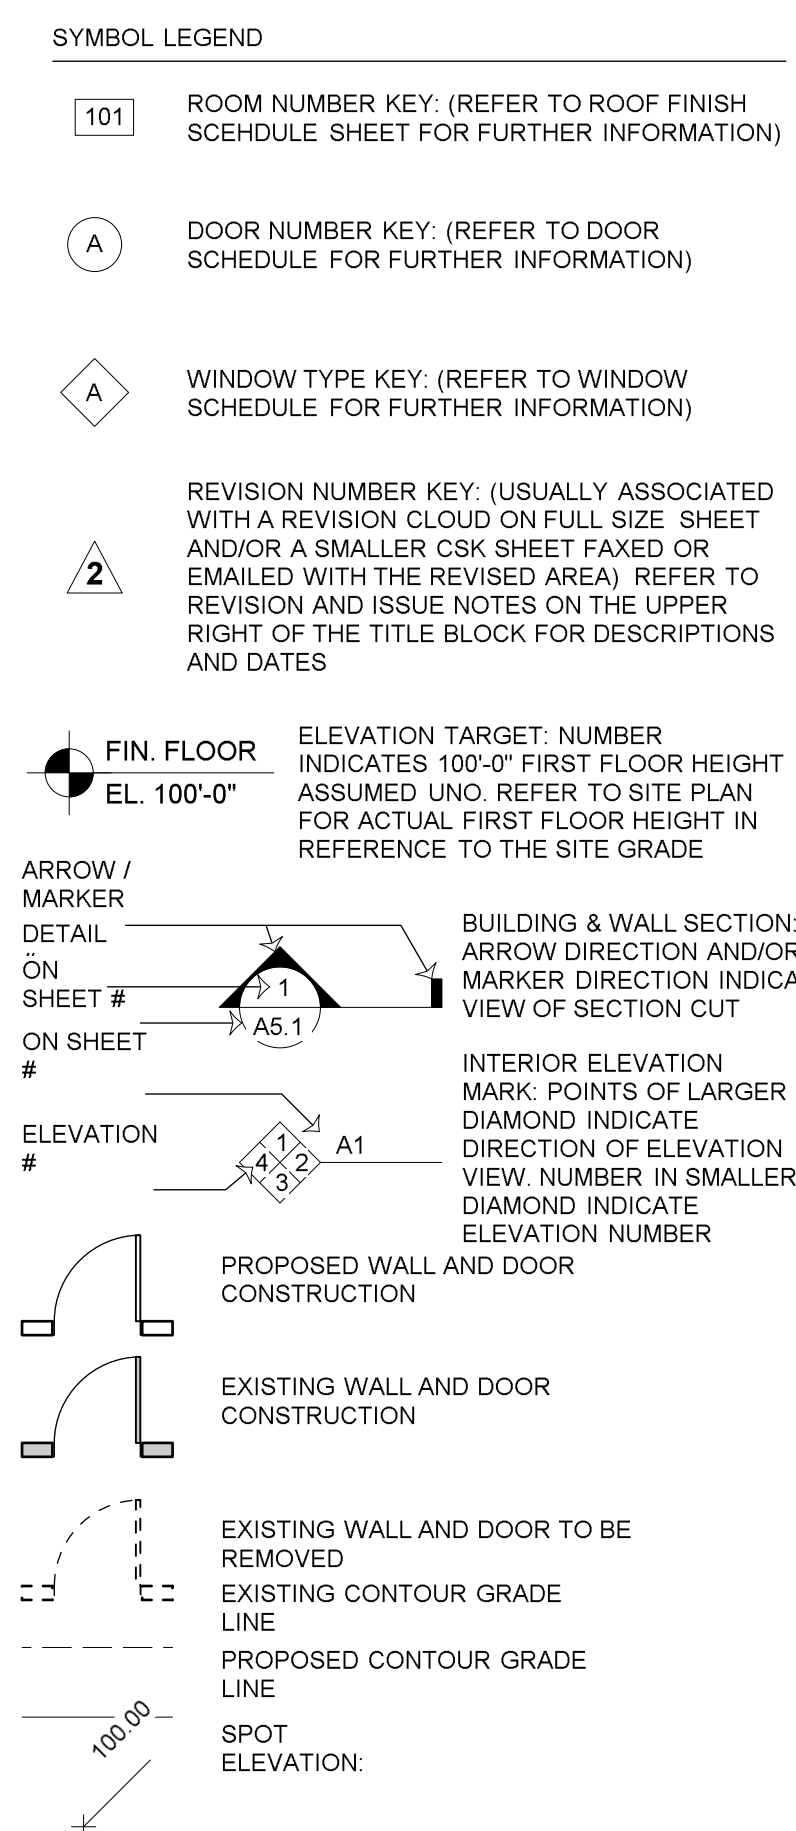 SYMBOL LEGEND
101
ROOM NUMBER KEY: (REFER TO ROOF FINISH
SCEHDULE SHEET FOR FURTHER INFORMATION)
A
DOOR NUMBER KEY: (REFER TO DOOR
SCHEDULE FOR FURTHER INFORMATION)
A
WINDOW TYPE KEY: (REFER TO WINDOW
SCHEDULE FOR FURTHER INFORMATION)
2
REVISION NUMBER KEY: (USUALLY ASSOCIATED
WITH A REVISION CLOUD ON FULL SIZE SHEET
AND/OR A SMALLER CSK SHEET FAXED OR
EMAILED WITH THE REVISED AREA) REFER TO
REVISION AND ISSUE NOTES ON THE UPPER
RIGHT OF THE TITLE BLOCK FOR DESCRIPTIONS
AND DATES
FIN. FLOOR
EL. 100'-0"
ELEVATION TARGET: NUMBER
INDICATES 100'-0" FIRST FLOOR HEIGHT
ASSUMED UNO. REFER TO SITE PLAN
FOR ACTUAL FIRST FLOOR HEIGHT IN
REFERENCE TO THE SITE GRADE
ARROW /
MARKER
DETAIL
ÖN
SHEET #
ON SHEET
#
1
A5.1
BUILDING & WALL SECTION:
ARROW DIRECTION AND/OR
MARKER DIRECTION INDICA
VIEW OF SECTION CUT
ELEVATION
#
1
4 2
3
A1
INTERIOR ELEVATION
MARK: POINTS OF LARGER
DIAMOND INDICATE
DIRECTION OF ELEVATION
VIEW. NUMBER IN SMALLER
DIAMOND INDICATE
ELEVATION NUMBER
PROPOSED WALL AND DOOR
CONSTRUCTION
EXISTING WALL AND DOOR
CONSTRUCTION
EXISTING WALL AND DOOR TO BE
REMOVED
EXISTING CONTOUR GRADE
LINE
PROPOSED CONTOUR GRADE
LINE
100.00
SPOT
ELEVATION: